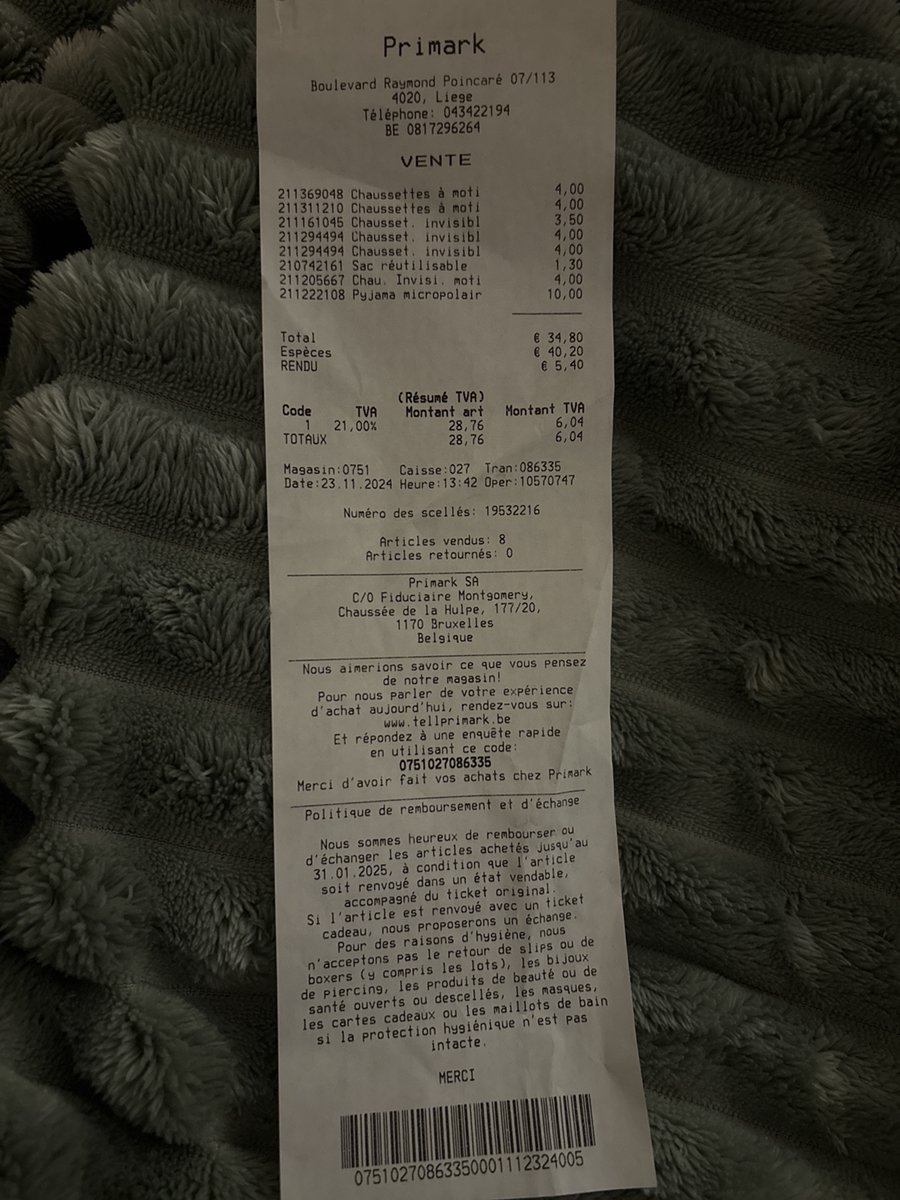 Primark
Boulevard Raymond Poincaré 07/113
4020, Liege
Téléphone: 043422194
BE 0817296264
VENTE
211369048 Chaussettes à moti 4,00
211311210 Chaussettes à moti 4,00
211161045 Chausset. invisibl 3,50
211294494 Chausset. invisibl 4,00
211294494 Chausset. invisibl 4,00
210742161 Sac réutilisable 1,30
211205667 Chau. Invisi. moti 4,00
211222108 Pyjama micropolair 10,00
Total € 34,80
Espèces € 40,20
RENDU € 5,40
(Résumé TVA)
Code TVA Montant art Montant TVA
1 21,00% 28,76 6,04
TOTAUX 28,76 6,04
Magasin:0751 Caisse:027 Tran:086335
Date:23.11.2024 Heure:13:42 Oper:10570747
Numéro des scellés: 19532216
Articles vendus: 8
Articles retournés: 0
Primark SA
C/O Fiduciaire Montgomery,
Chaussée de la Hulpe, 177/20,
1170 Bruxelles
Belgique
Nous aimerions savoir ce que vous pensez
de notre magasin!
Pour nous parler de votre expérience
d'achat aujourd'hui, rendez-vous sur:
www.tellprimark.be
Et répondez à une enquête rapide
en utilisant ce code:
0751027086335
Merci d'avoir fait vos achats chez Primark
Politique de remboursement et d'échange
Nous sommes heureux de rembourser ou
d'échanger les articles achetés jusqu'au
31.01.2025, à condition que l'article
soit renvoyé dans un état vendable,
accompagné du ticket original.
Si l'article est renvoyé avec un ticket
cadeau, nous proposerons un échange.
Pour des raisons d'hygiène, nous
n'acceptons pas le retour de slips ou de
boxers (y compris les lots), les bijoux
de piercing, les produits de beauté ou de
santé ouverts ou descellés, les masques,
les cartes cadeaux ou les maillots de bain
si la protection hygiénique n'est pas
intacte.
MERCI
07510270863350001112324005